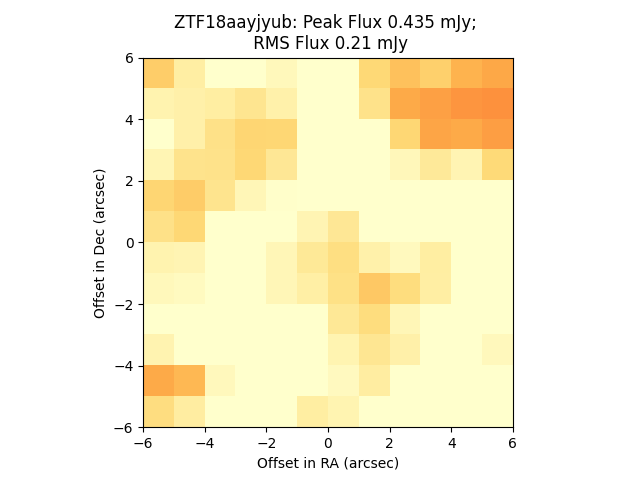 ZTF18aayjyub: Peak Flux 0.435 mJy;
RMS Flux 0.21 mJy
6
4
2
0
−2
−4
−6
Offset in Dec (arcsec)
−6 −4 −2 0 2 4 6
Offset in RA (arcsec)